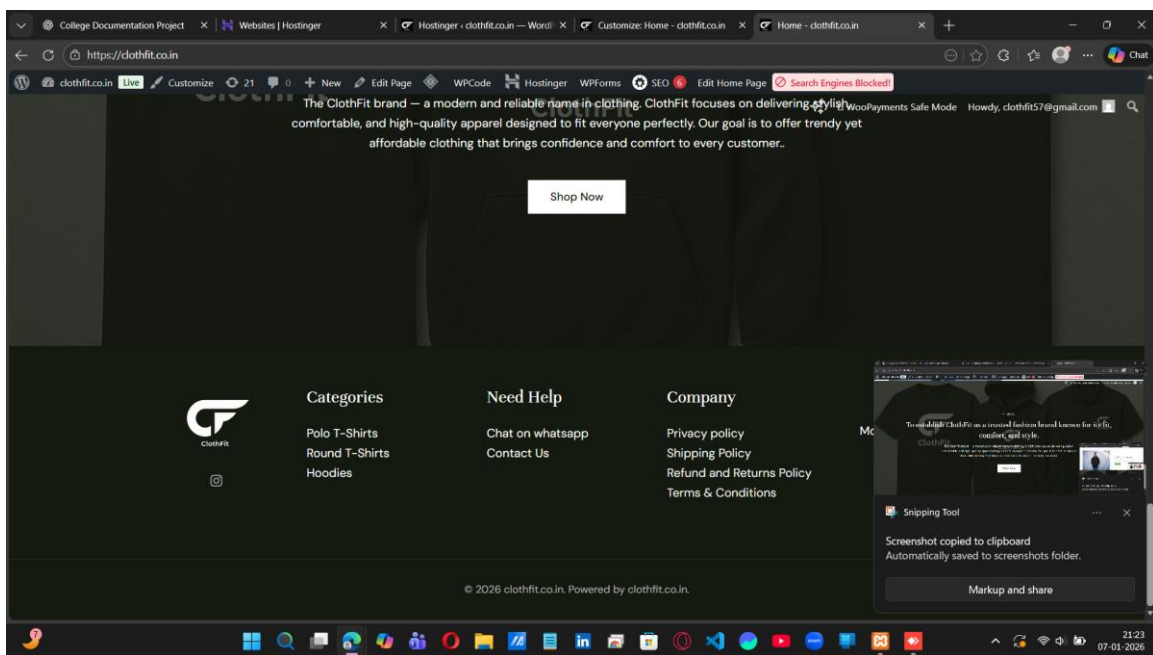 College Documentation Project
Websites | Hostinger
Hostinger ‹ clothfit.co.in — WordP
Customize: Home - clothfit.co.in
Home - clothfit.co.in
https://clothfit.co.in
Chat
clothfit.co.in Live Customize 21 0 New Edit Page WPCode Hostinger WPForms SEO 6 Edit Home Page Search Engines Blocked!
WooPayments Safe Mode Howdy, clothfit57@gmail.com
The ClothFit brand — a modern and reliable name in clothing. ClothFit focuses on delivering stylish,
comfortable, and high-quality apparel designed to fit everyone perfectly. Our goal is to offer trendy yet
affordable clothing that brings confidence and comfort to every customer..
Shop Now
CF
ClothFit
Categories
Polo T-Shirts
Round T-Shirts
Hoodies
Need Help
Chat on whatsapp
Contact Us
Company
Privacy policy
Shipping Policy
Refund and Returns Policy
Terms & Conditions
To establish ClothFit as a trusted fashion brand known for its fit,
comfort, and style.
Snipping Tool
Screenshot copied to clipboard
Automatically saved to screenshots folder.
Markup and share
© 2026 clothfit.co.in. Powered by clothfit.co.in.
21:23
07-01-2026